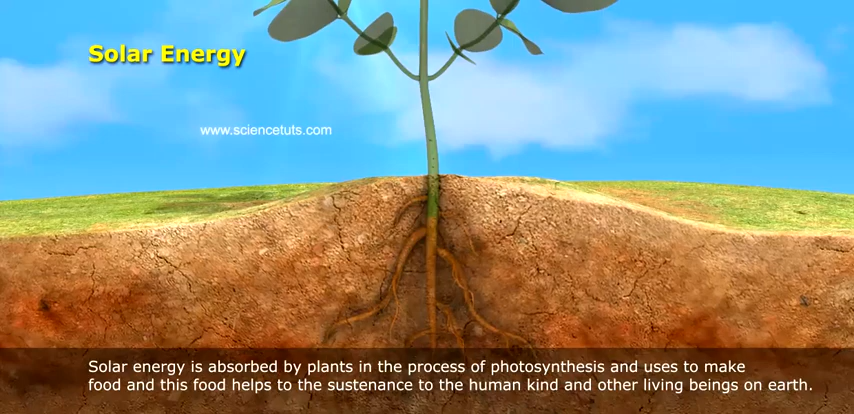 Solar Energy
www.sciencetuts.com
Solar energy is absorbed by plants in the process of photosynthesis and uses to make
food and this food helps to the sustenance to the human kind and other living beings on earth.